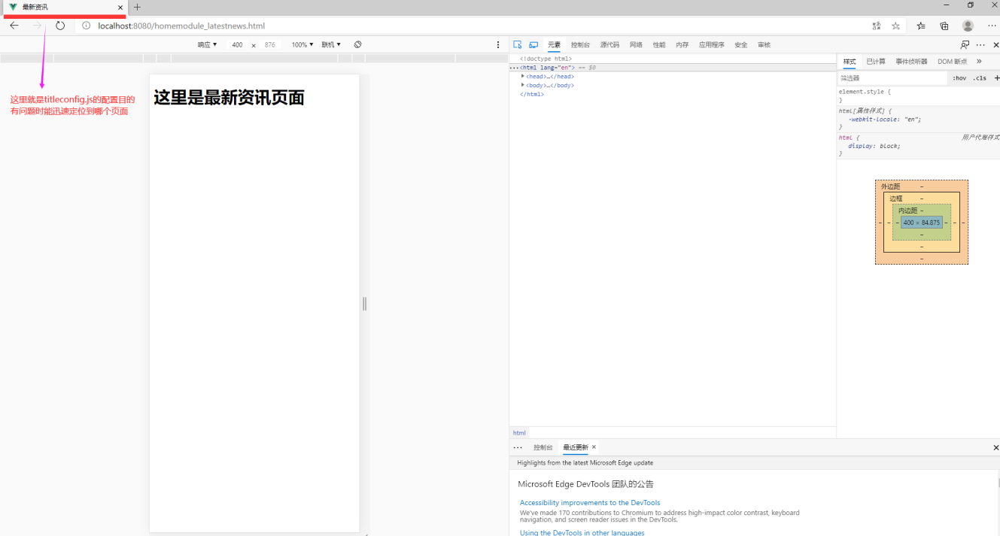 最新资讯
localhost:8080/homemodule_latestnews.html
响应 ▼ 400 × 876 100% ▼ 联机 ▼
这里就是titleconfig.js的配置目的
有问题时能迅速定位到哪个页面
这里是最新资讯页面
元素 控制台 源代码 网络 性能 内存 应用程序 安全 审核
<!doctype html>
<html lang="en"> == $0
<head>…</head>
<body>…</body>
</html>
html
样式 已计算 事件侦听器 DOM 断点 »
筛选器 :hov .cls +
element.style {
}
html[属性样式] {
-webkit-locale: "en";
}
html { 用户代理样式
display: block;
}
外边距 –
边框 –
内边距 –
– – – 400 × 84.875 – – –
–
–
–
控制台 最近更新 ×
Highlights from the latest Microsoft Edge update
Microsoft Edge DevTools 团队的公告
Accessibility improvements to the DevTools
We've made 170 contributions to Chromium to address high-impact color contrast, keyboard
navigation, and screen reader issues in the DevTools.
Using the DevTools in other languages